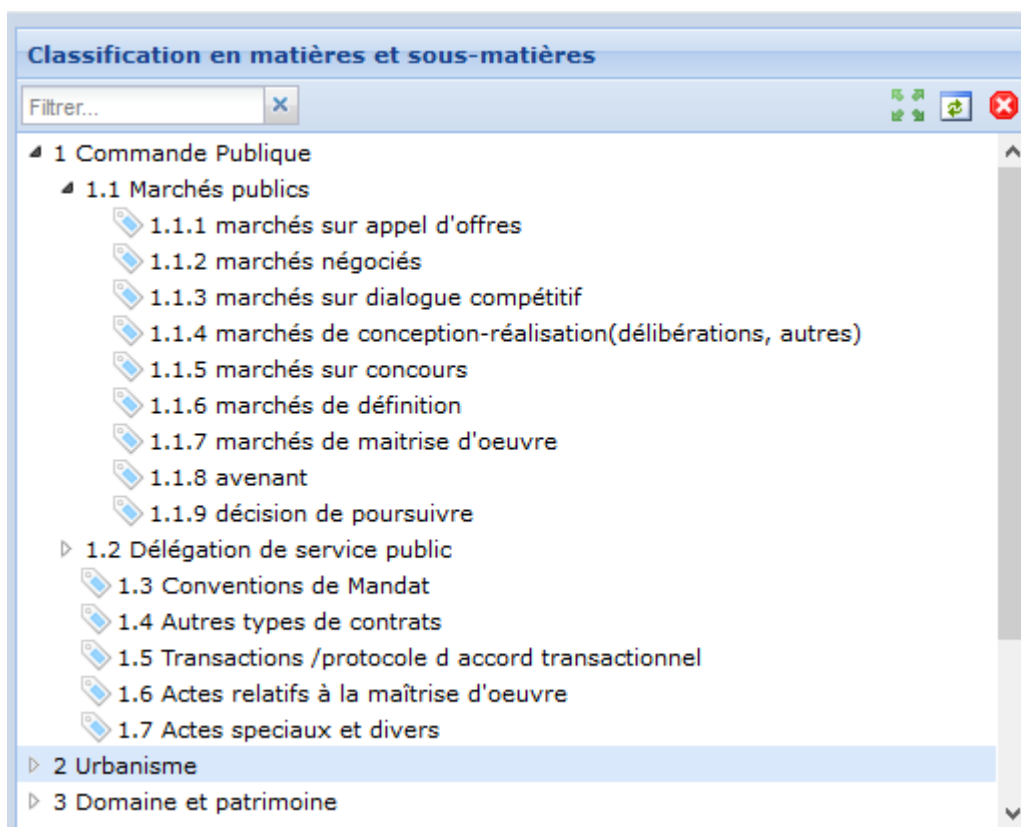 Classification en matières et sous-matières
Filtrer...
1 Commande Publique
1.1 Marchés publics
1.1.1 marchés sur appel d'offres
1.1.2 marchés négociés
1.1.3 marchés sur dialogue compétitif
1.1.4 marchés de conception-réalisation(délibérations, autres)
1.1.5 marchés sur concours
1.1.6 marchés de définition
1.1.7 marchés de maitrise d'oeuvre
1.1.8 avenant
1.1.9 décision de poursuivre
1.2 Délégation de service public
1.3 Conventions de Mandat
1.4 Autres types de contrats
1.5 Transactions /protocole d accord transactionnel
1.6 Actes relatifs à la maîtrise d'oeuvre
1.7 Actes speciaux et divers
2 Urbanisme
3 Domaine et patrimoine